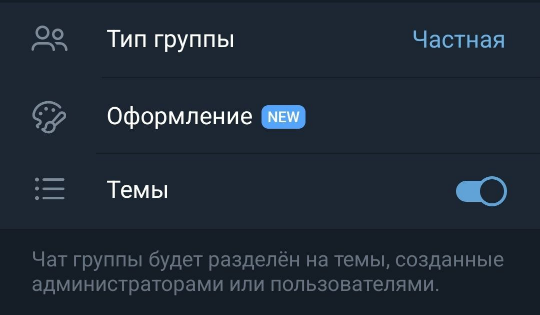 Тип группы Частная
Оформление NEW
Темы
Чат группы будет разделён на темы, созданные
администраторами или пользователями.